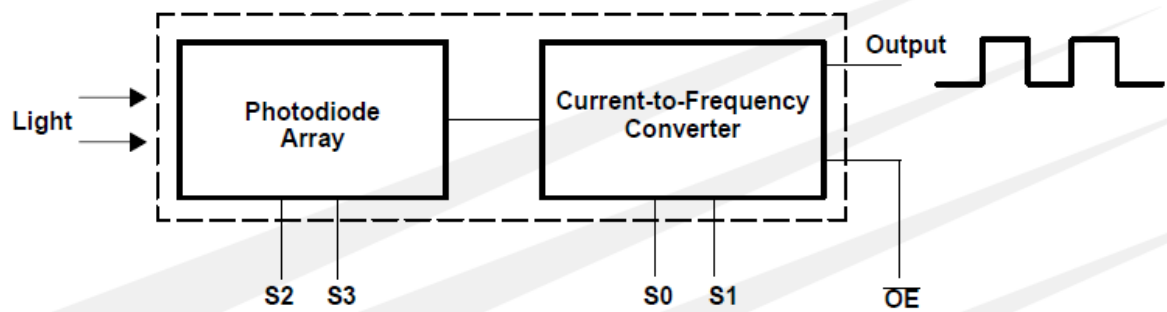 Light
Photodiode
Array
Current-to-Frequency
Converter
Output
S2
S3
S0
S1
OE